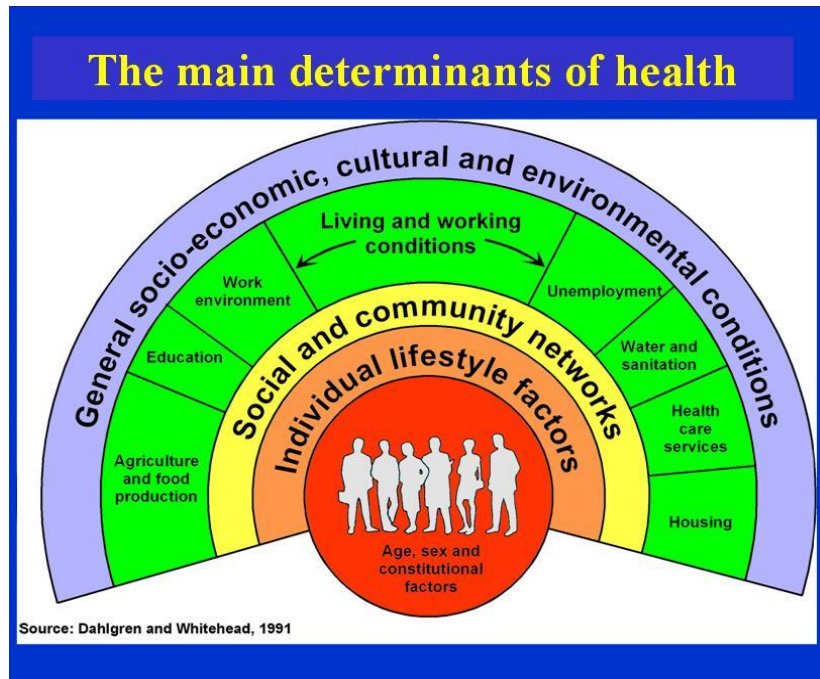 The main determinants of health
General socio-economic, cultural and environmental conditions
Living and working
conditions
Work
environment
Unemployment
Education
Water and
sanitation
Agriculture
and food
production
Health
care
services
Housing
Social and community networks
Individual lifestyle factors
Age, sex and
constitutional
factors
Source: Dahlgren and Whitehead, 1991